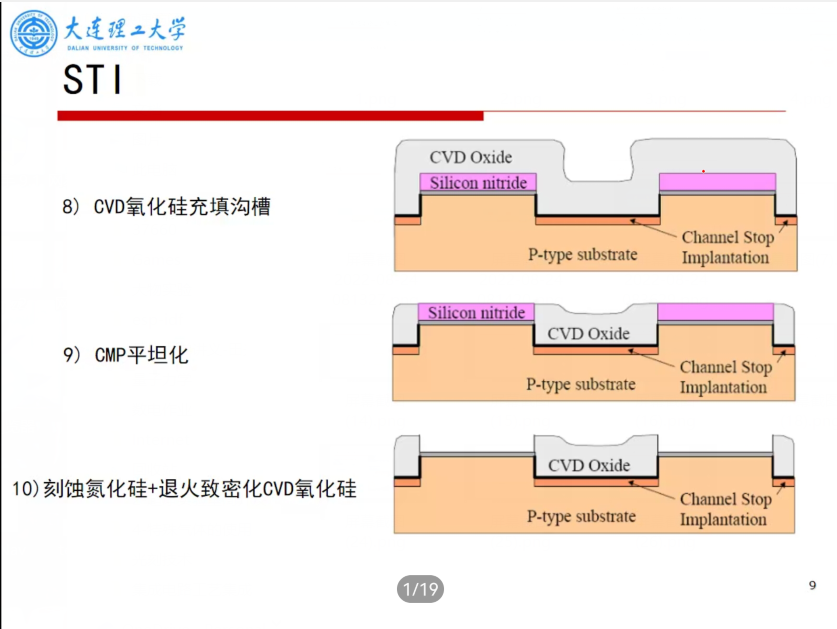 大连理工大学
DALIAN UNIVERSITY OF TECHNOLOGY
STI
8) CVD氧化硅充填沟槽
CVD Oxide
Silicon nitride
Channel Stop
Implantation
P-type substrate
9) CMP平坦化
Silicon nitride
CVD Oxide
Channel Stop
Implantation
P-type substrate
10)刻蚀氮化硅+退火致密化CVD氧化硅
CVD Oxide
Channel Stop
Implantation
P-type substrate
1/19
9